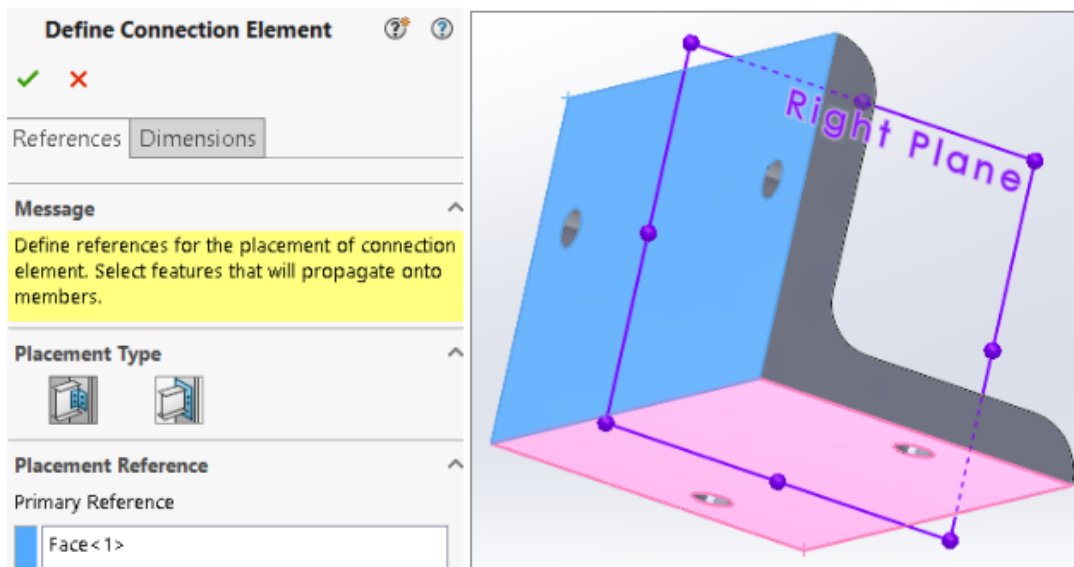 Define Connection Element
References
Dimensions
Message
Define references for the placement of connection
element. Select features that will propagate onto
members.
Placement Type
Placement Reference
Primary Reference
Face<1>
Right Plane